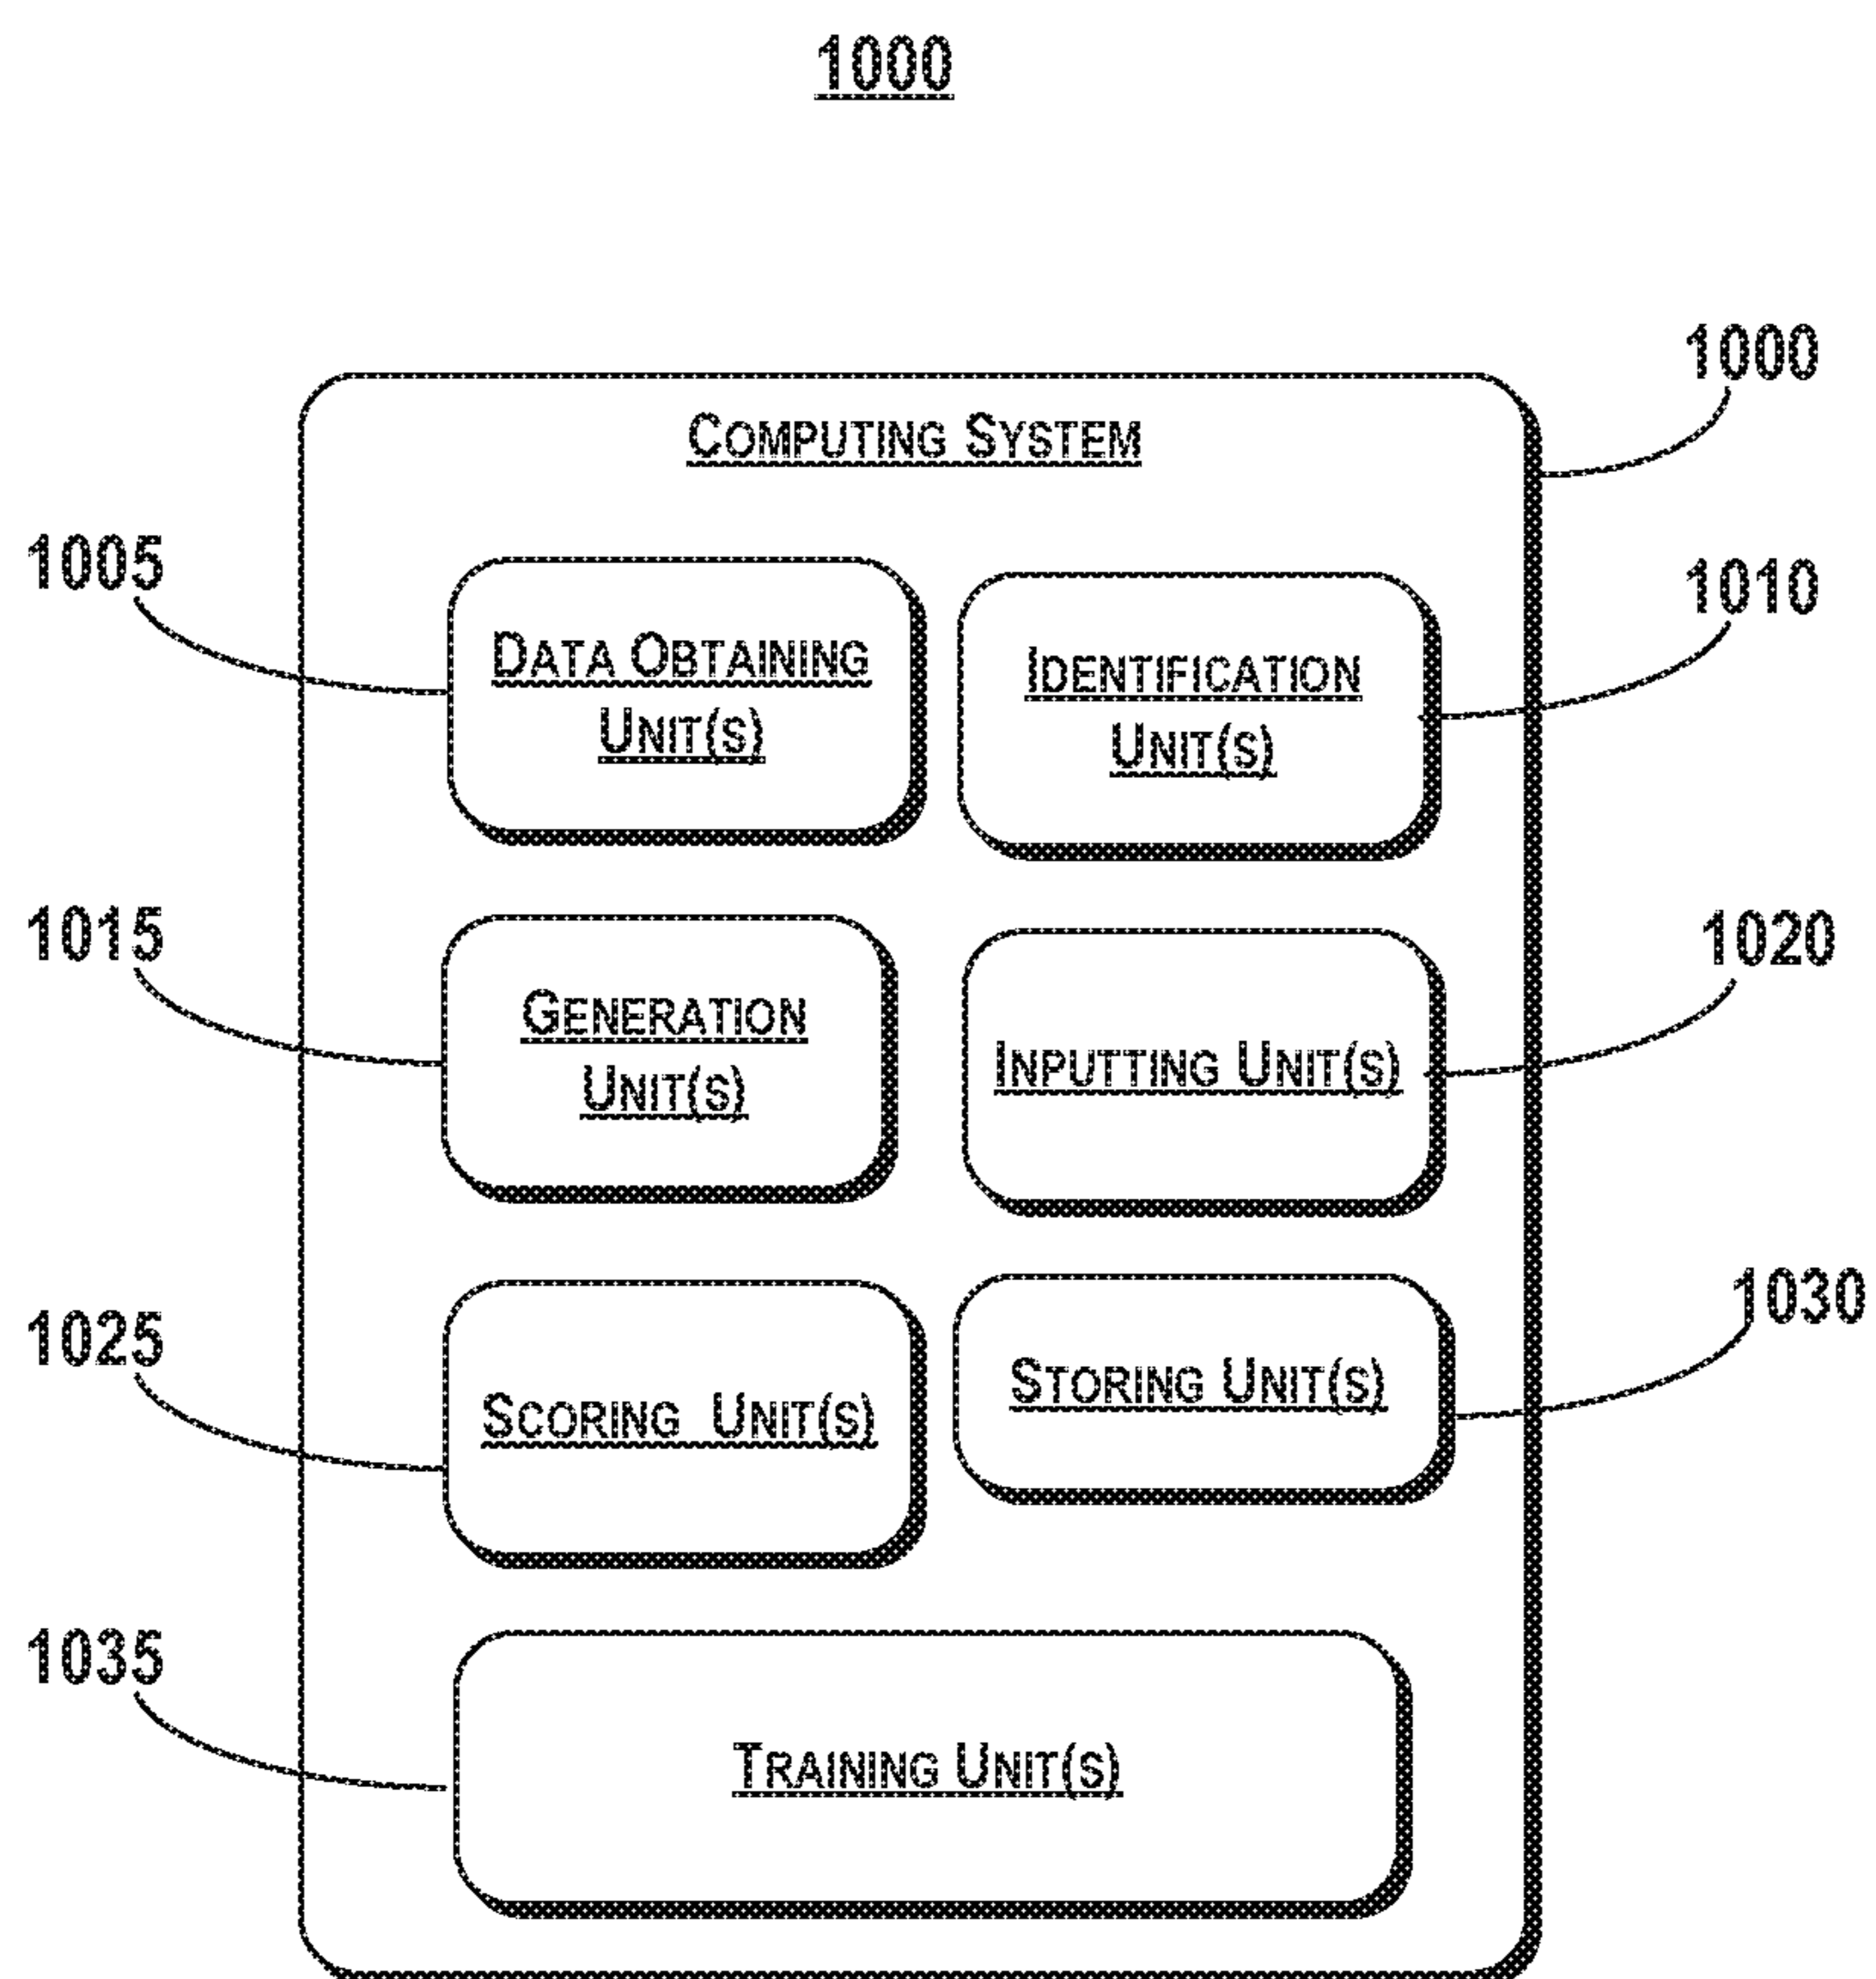 1000
1000
COMPUTING SYSTEM
1005
DATA OBTAINING
UNIT(S)
1010
IDENTIFICATION
UNIT(S)
1015
GENERATION
UNIT(S)
1020
INPUTTING UNIT(S)
1025
SCORING UNIT(S)
1030
STORING UNIT(S)
1035
TRAINING UNIT(S)